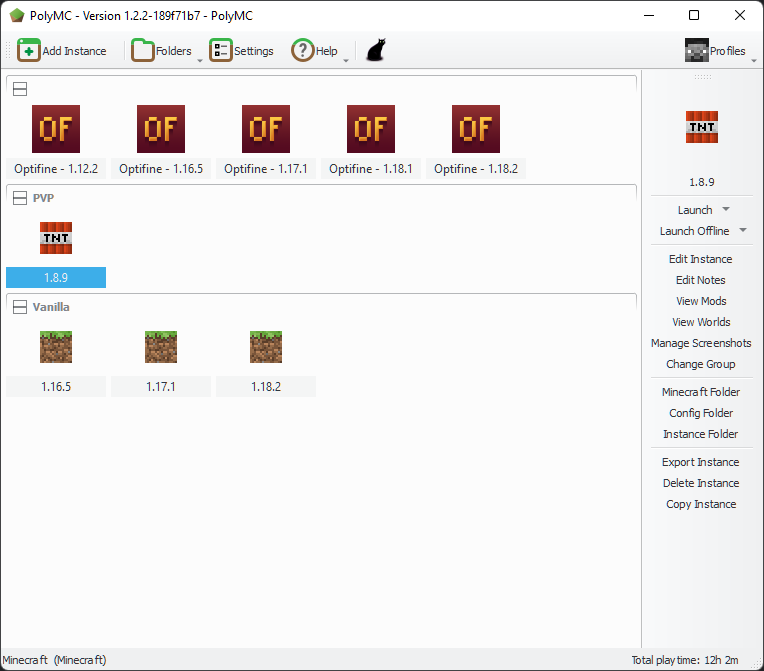 PolyMC - Version 1.2.2-189f71b7 - PolyMC
Add Instance Folders Settings Help Profiles
OF OF OF OF OF
Optifine - 1.12.2 Optifine - 1.16.5 Optifine - 1.17.1 Optifine - 1.18.1 Optifine - 1.18.2
PVP
TNT
1.8.9
Vanilla
1.16.5 1.17.1 1.18.2
TNT
1.8.9
Launch
Launch Offline
Edit Instance
Edit Notes
View Mods
View Worlds
Manage Screenshots
Change Group
Minecraft Folder
Config Folder
Instance Folder
Export Instance
Delete Instance
Copy Instance
Minecraft (Minecraft) Total playtime: 12h 2m